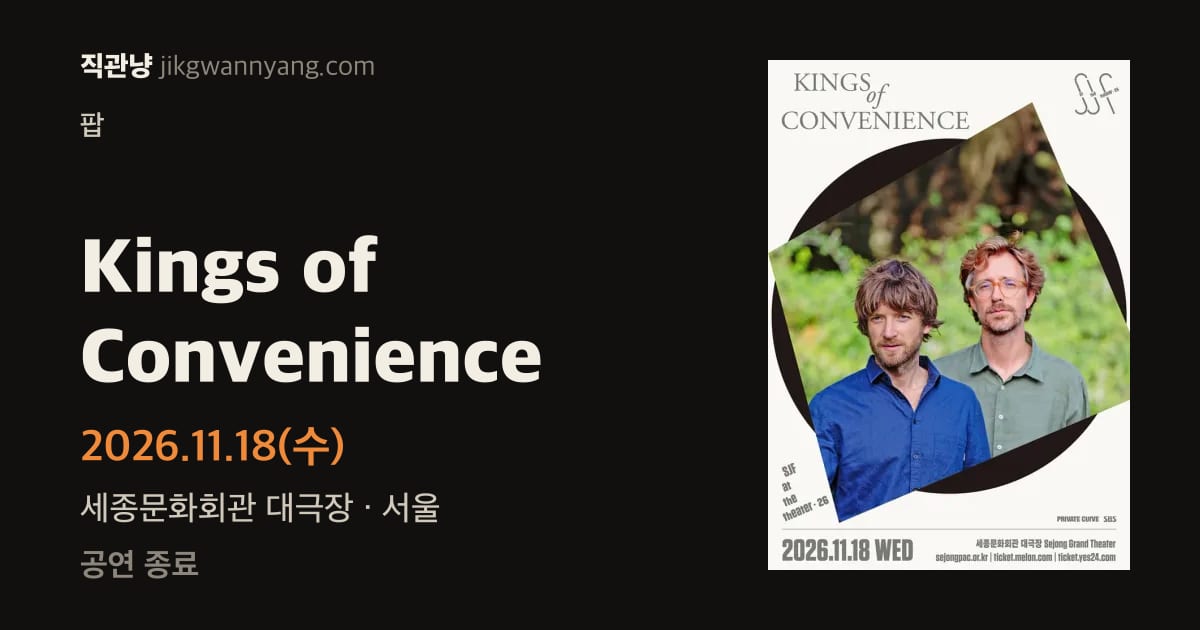 직관냥 jikgwannyang.com
팝
Kings of
Convenience
2026.11.18(수)
세종문화회관 대극장 · 서울
공연 종료
KINGS
of
CONVENIENCE
SJF
SJF
at
the
theater · 26
PRIVATE CURVE SBS
2026.11.18 WED
세종문화회관 대극장 Sejong Grand Theater
sejongpac.or.kr | ticket.melon.com | ticket.yes24.com